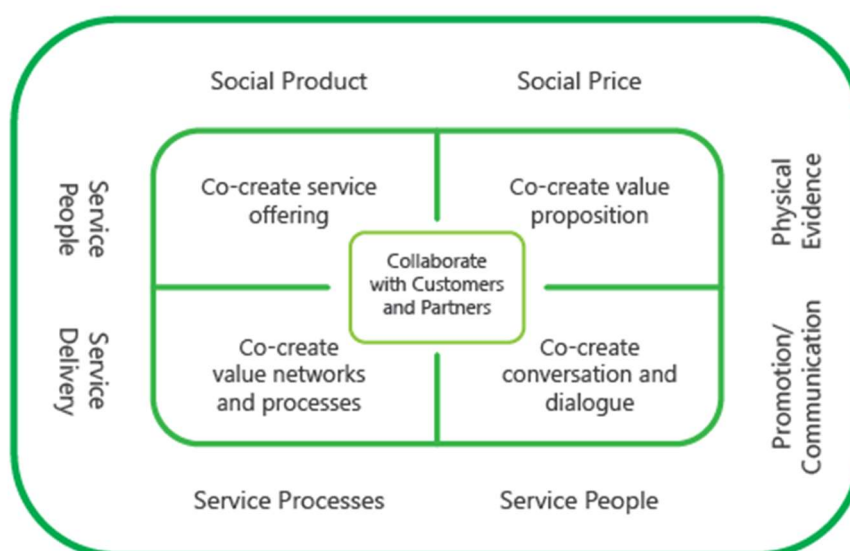 Social Product
Social Price
Service
People
Co-create service
offering
Co-create value
proposition
Physical
Evidence
Collaborate
with Customers
and Partners
Service
Delivery
Co-create
value networks
and processes
Co-create
conversation and
dialogue
Promotion/
Communication
Service Processes
Service People